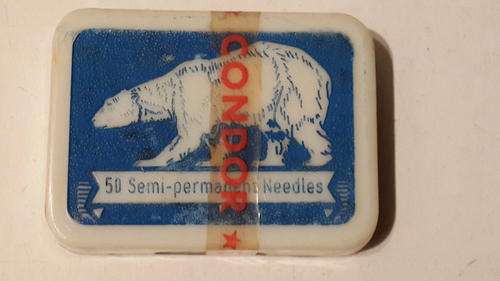 ★ CONDOR ★
50 Semi-permanent Needles